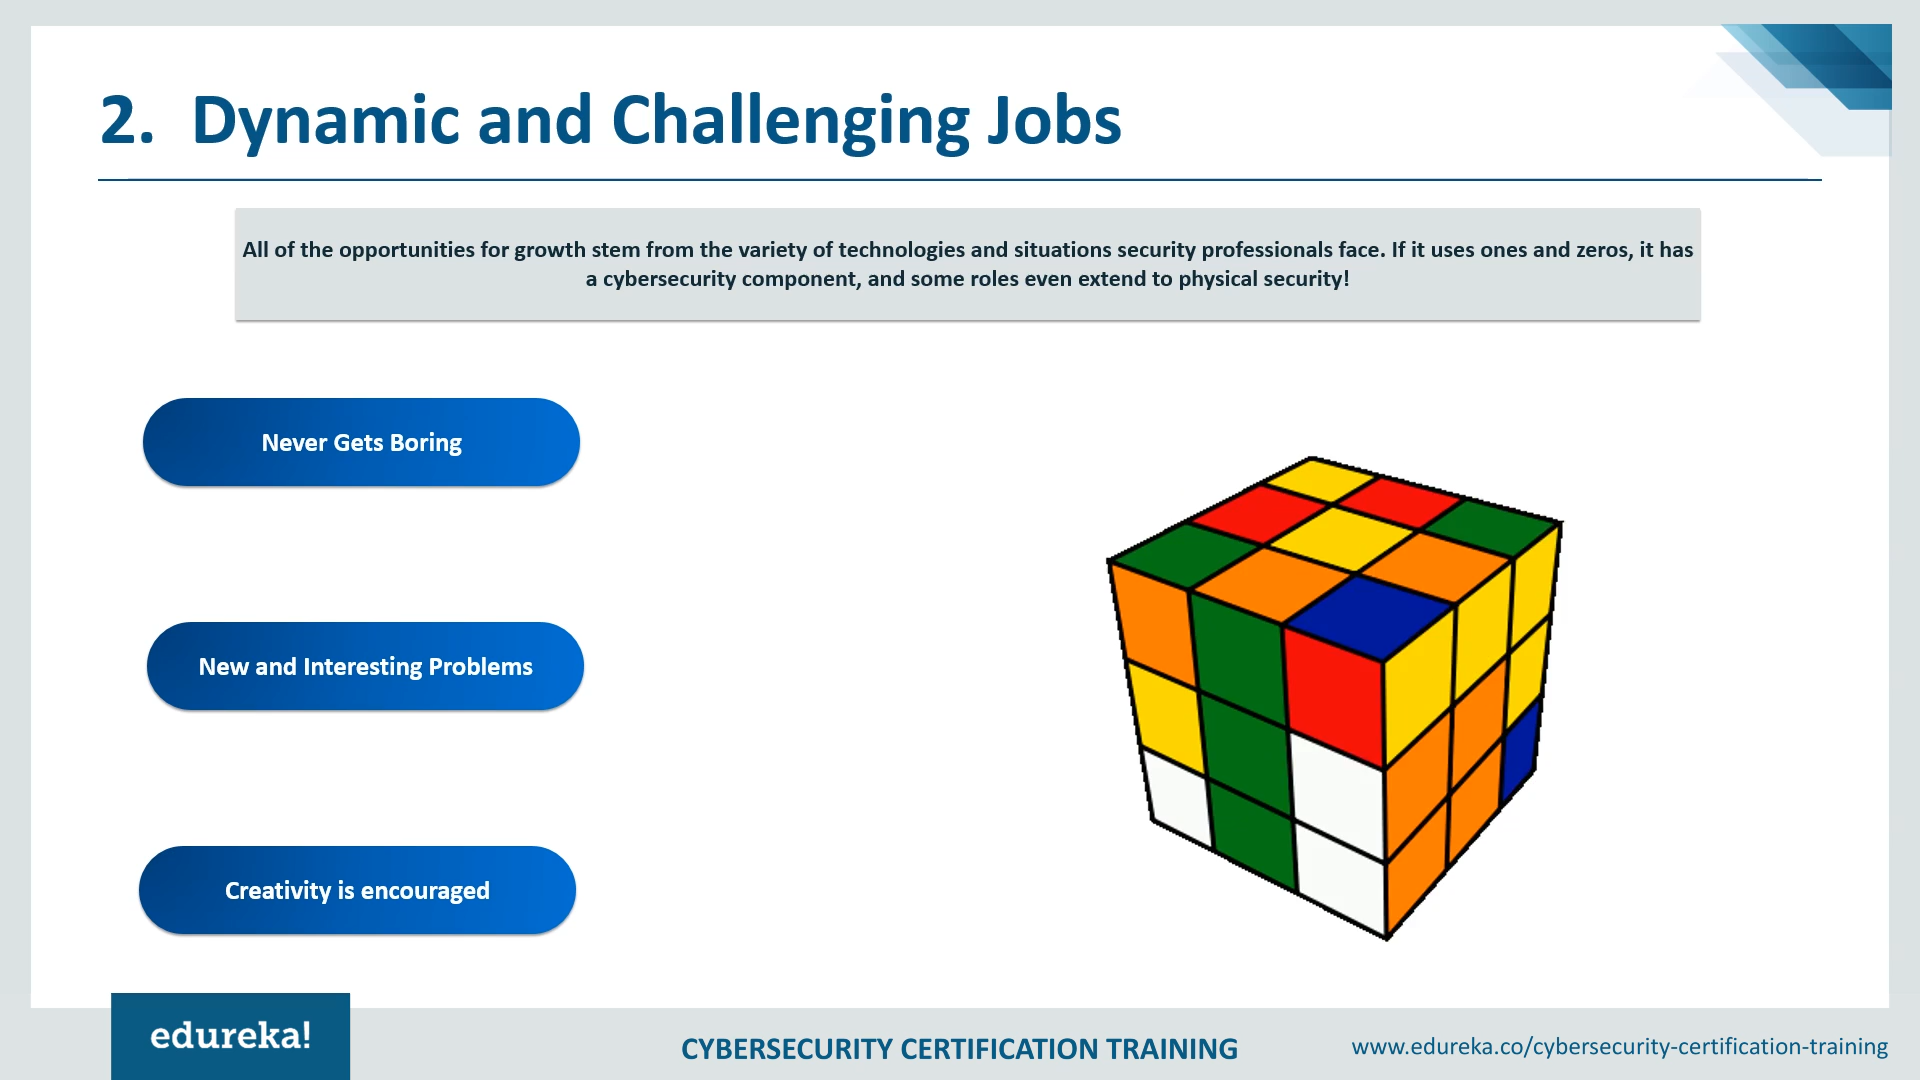 2. Dynamic and Challenging Jobs
All of the opportunities for growth stem from the variety of technologies and situations security professionals face. If it uses ones and zeros, it has
a cybersecurity component, and some roles even extend to physical security!
Never Gets Boring
New and Interesting Problems
Creativity is encouraged
edureka!
CYBERSECURITY CERTIFICATION TRAINING
www.edureka.co/cybersecurity-certification-training